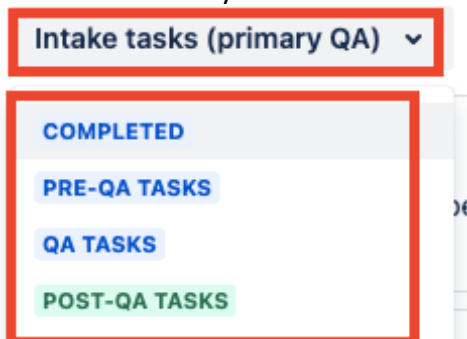 Intake tasks (primary QA)
COMPLETED
PRE-QA TASKS
QA TASKS
POST-QA TASKS